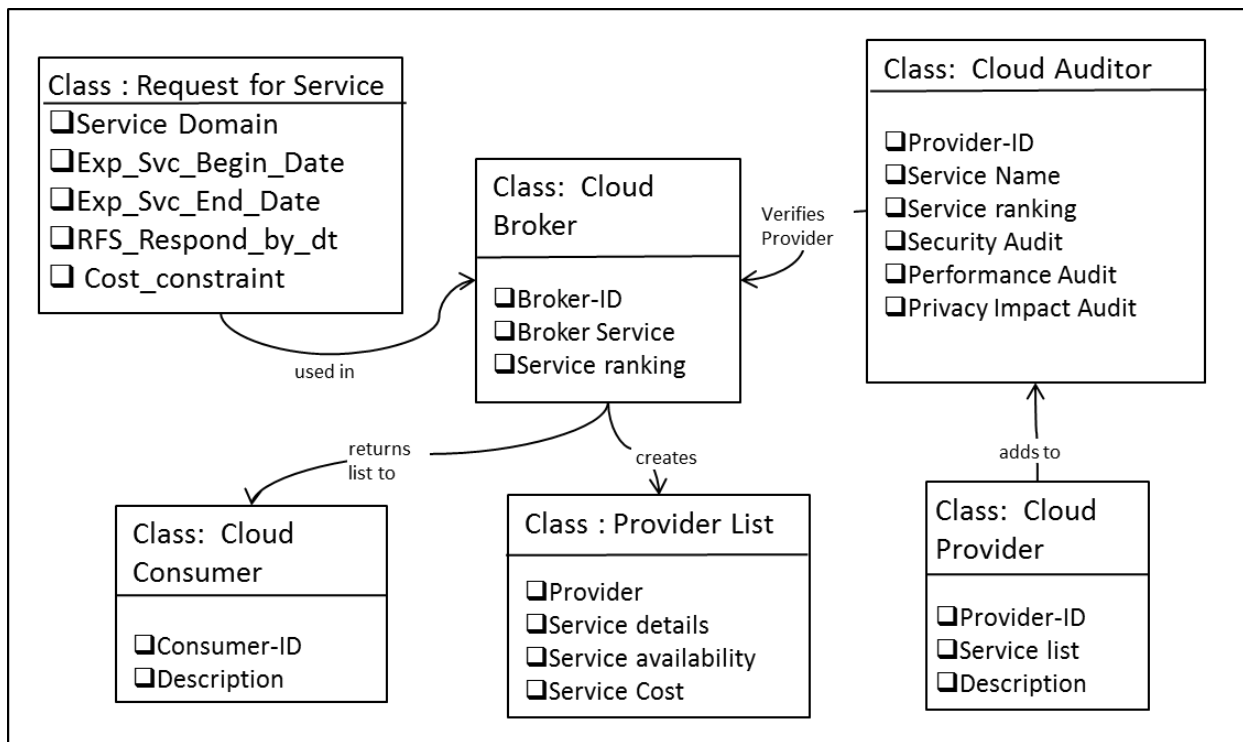 Class : Request for Service
❑Service Domain
❑Exp_Svc_Begin_Date
❑Exp_Svc_End_Date
❑RFS_Respond_by_dt
❑ Cost_constraint
used in
Class: Cloud
Broker
❑Broker-ID
❑Broker Service
❑Service ranking
Verifies
Provider
Class: Cloud Auditor
❑Provider-ID
❑Service Name
❑Service ranking
❑Security Audit
❑Performance Audit
❑Privacy Impact Audit
returns
list to
creates
adds to
Class: Cloud
Consumer
❑Consumer-ID
❑Description
Class : Provider List
❑Provider
❑Service details
❑Service availability
❑Service Cost
Class: Cloud
Provider
❑Provider-ID
❑Service list
❑Description